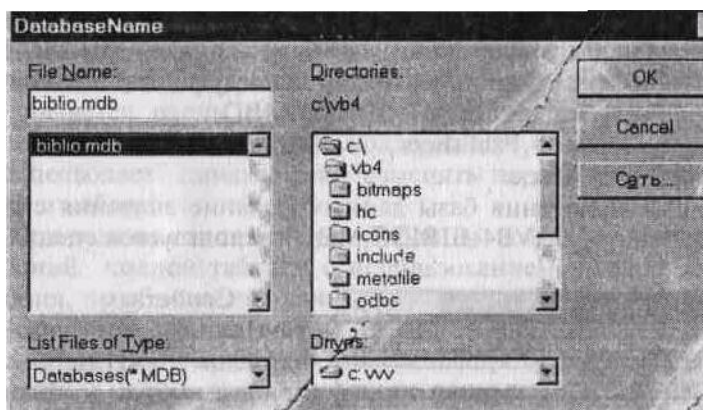 DatabaseName
File Name:
biblio.mdb
biblio.mdb
List Files of Type:
Databases(*.MDB)
Directories:
c:\vb4
c:\
vb4
bitmaps
hc
icons
include
metafile
odbc
Drives:
c: vvv
OK
Cancel
Сеть...